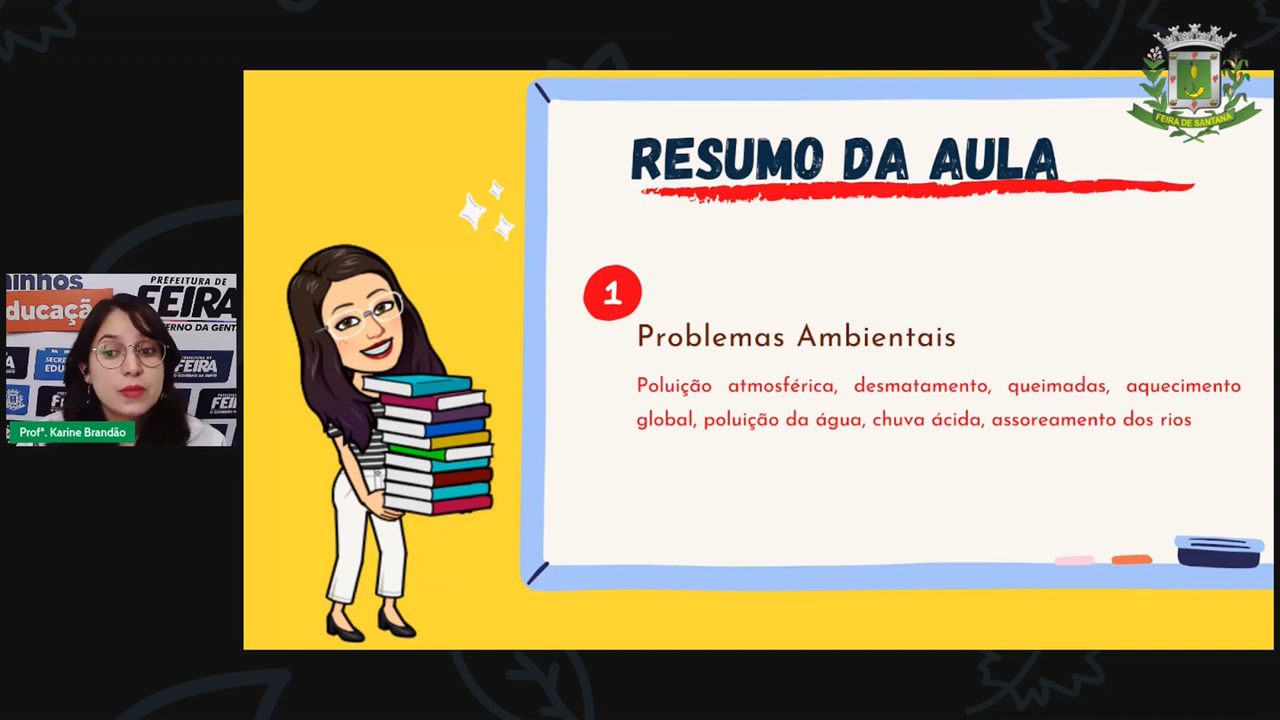 FEIRA DE SANTANA
RESUMO DA AULA
1
Problemas Ambientais
Poluição atmosférica, desmatamento, queimadas, aquecimento
global, poluição da água, chuva ácida, assoreamento dos rios
PREFEITURA DE
FEIRA
FEIRA
Profª. Karine Brandão